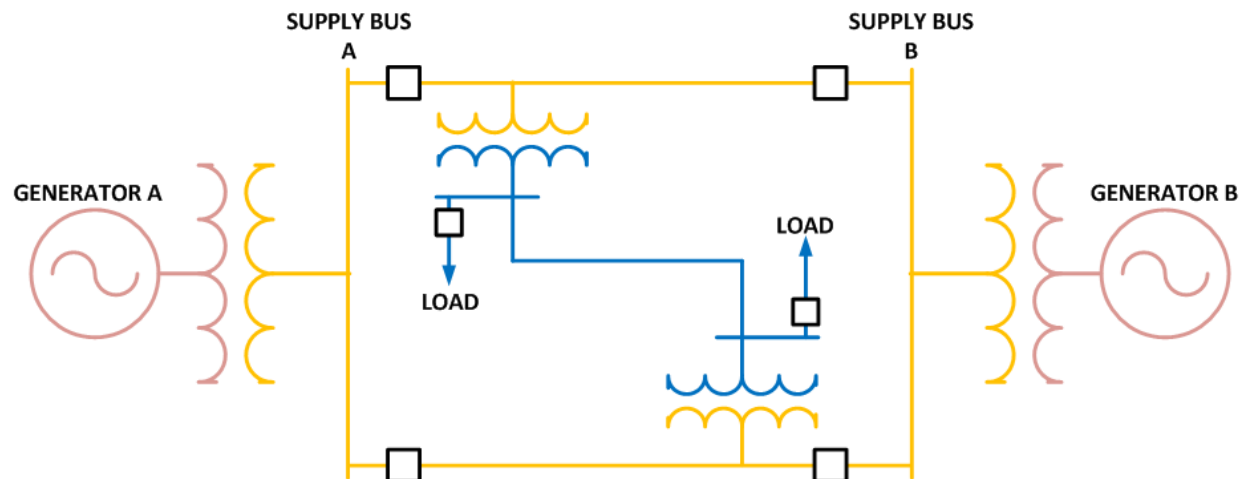 SUPPLY BUS
A
SUPPLY BUS
B
GENERATOR A
GENERATOR B
LOAD
LOAD